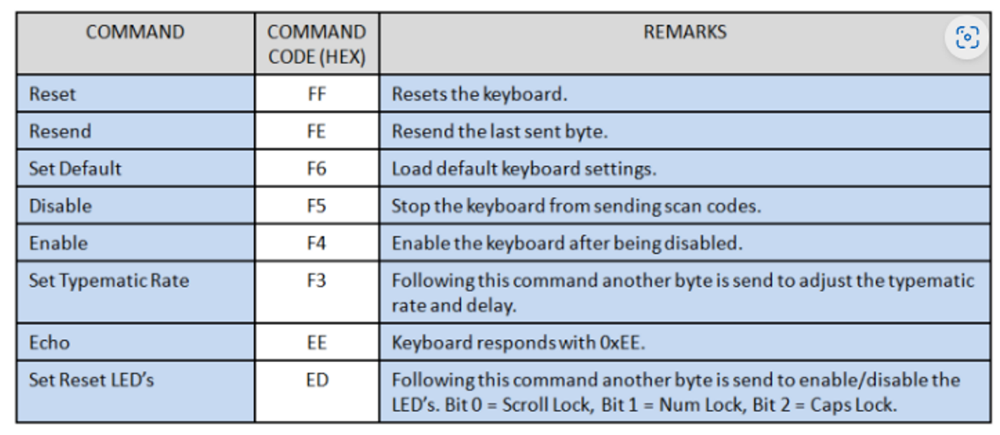 COMMAND COMMAND REMARKS
CODE (HEX)
Reset FF Resets the keyboard.
Resend FE Resend the last sent byte.
Set Default F6 Load default keyboard settings.
Disable F5 Stop the keyboard from sending scan codes.
Enable F4 Enable the keyboard after being disabled.
Set Typematic Rate F3 Following this command another byte is send to adjust the typematic
rate and delay.
Echo EE Keyboard responds with 0xEE.
Set Reset LED’s ED Following this command another byte is send to enable/disable the
LED’s. Bit 0 = Scroll Lock, Bit 1 = Num Lock, Bit 2 = Caps Lock.